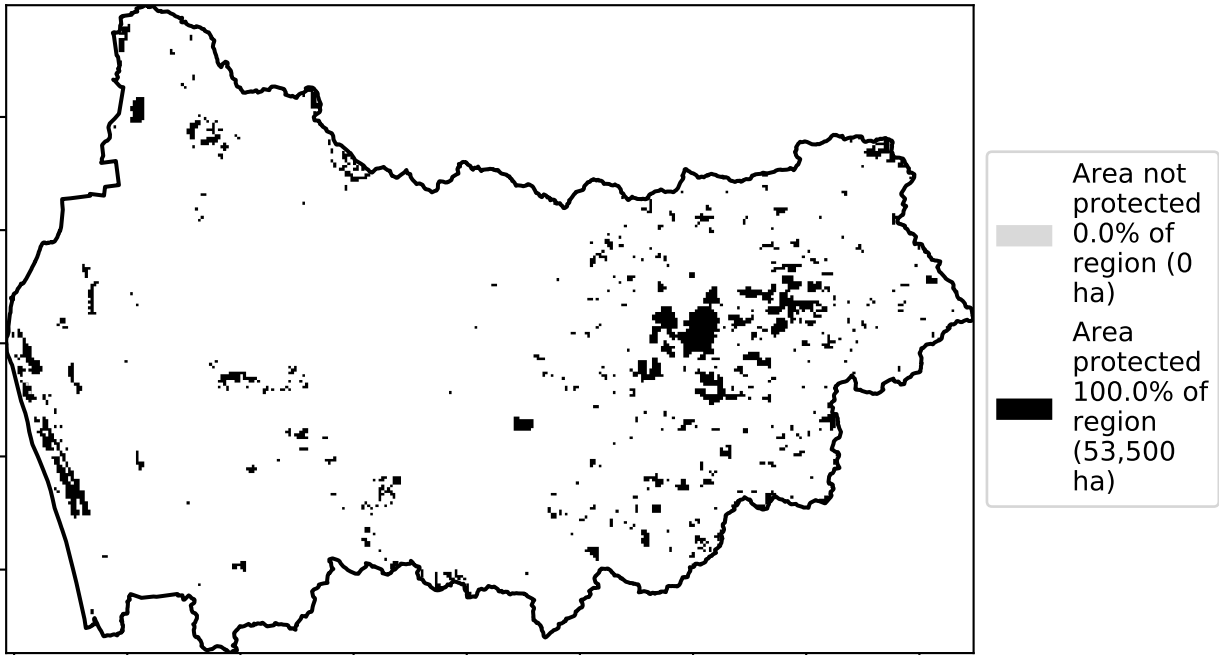 Area not
protected
0.0% of
region (0
ha)
Area
protected
100.0% of
region
(53,500
ha)